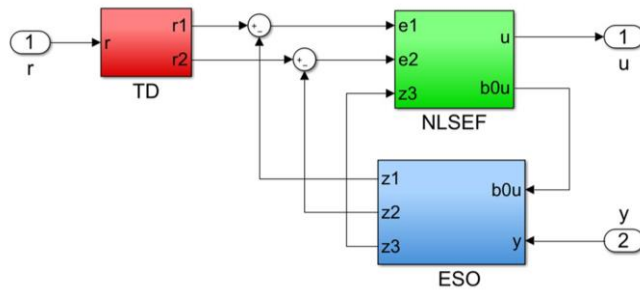 1
r
r
r1
r2
TD
+
−
+
−
e1
e2
z3
u
b0u
NLSEF
1
u
z1
z2
z3
b0u
y
ESO
y
2